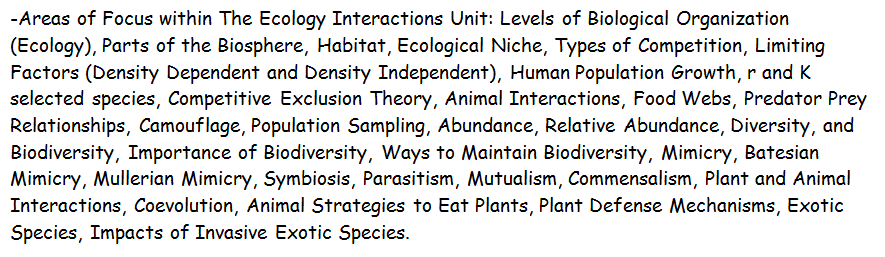 -Areas of Focus within The Ecology Interactions Unit: Levels of Biological Organization
(Ecology), Parts of the Biosphere, Habitat, Ecological Niche, Types of Competition, Limiting
Factors (Density Dependent and Density Independent), Human Population Growth, r and K
selected species, Competitive Exclusion Theory, Animal Interactions, Food Webs, Predator Prey
Relationships, Camouflage, Population Sampling, Abundance, Relative Abundance, Diversity, and
Biodiversity, Importance of Biodiversity, Ways to Maintain Biodiversity, Mimicry, Batesian
Mimicry, Mullerian Mimicry, Symbiosis, Parasitism, Mutualism, Commensalism, Plant and Animal
Interactions, Coevolution, Animal Strategies to Eat Plants, Plant Defense Mechanisms, Exotic
Species, Impacts of Invasive Exotic Species.